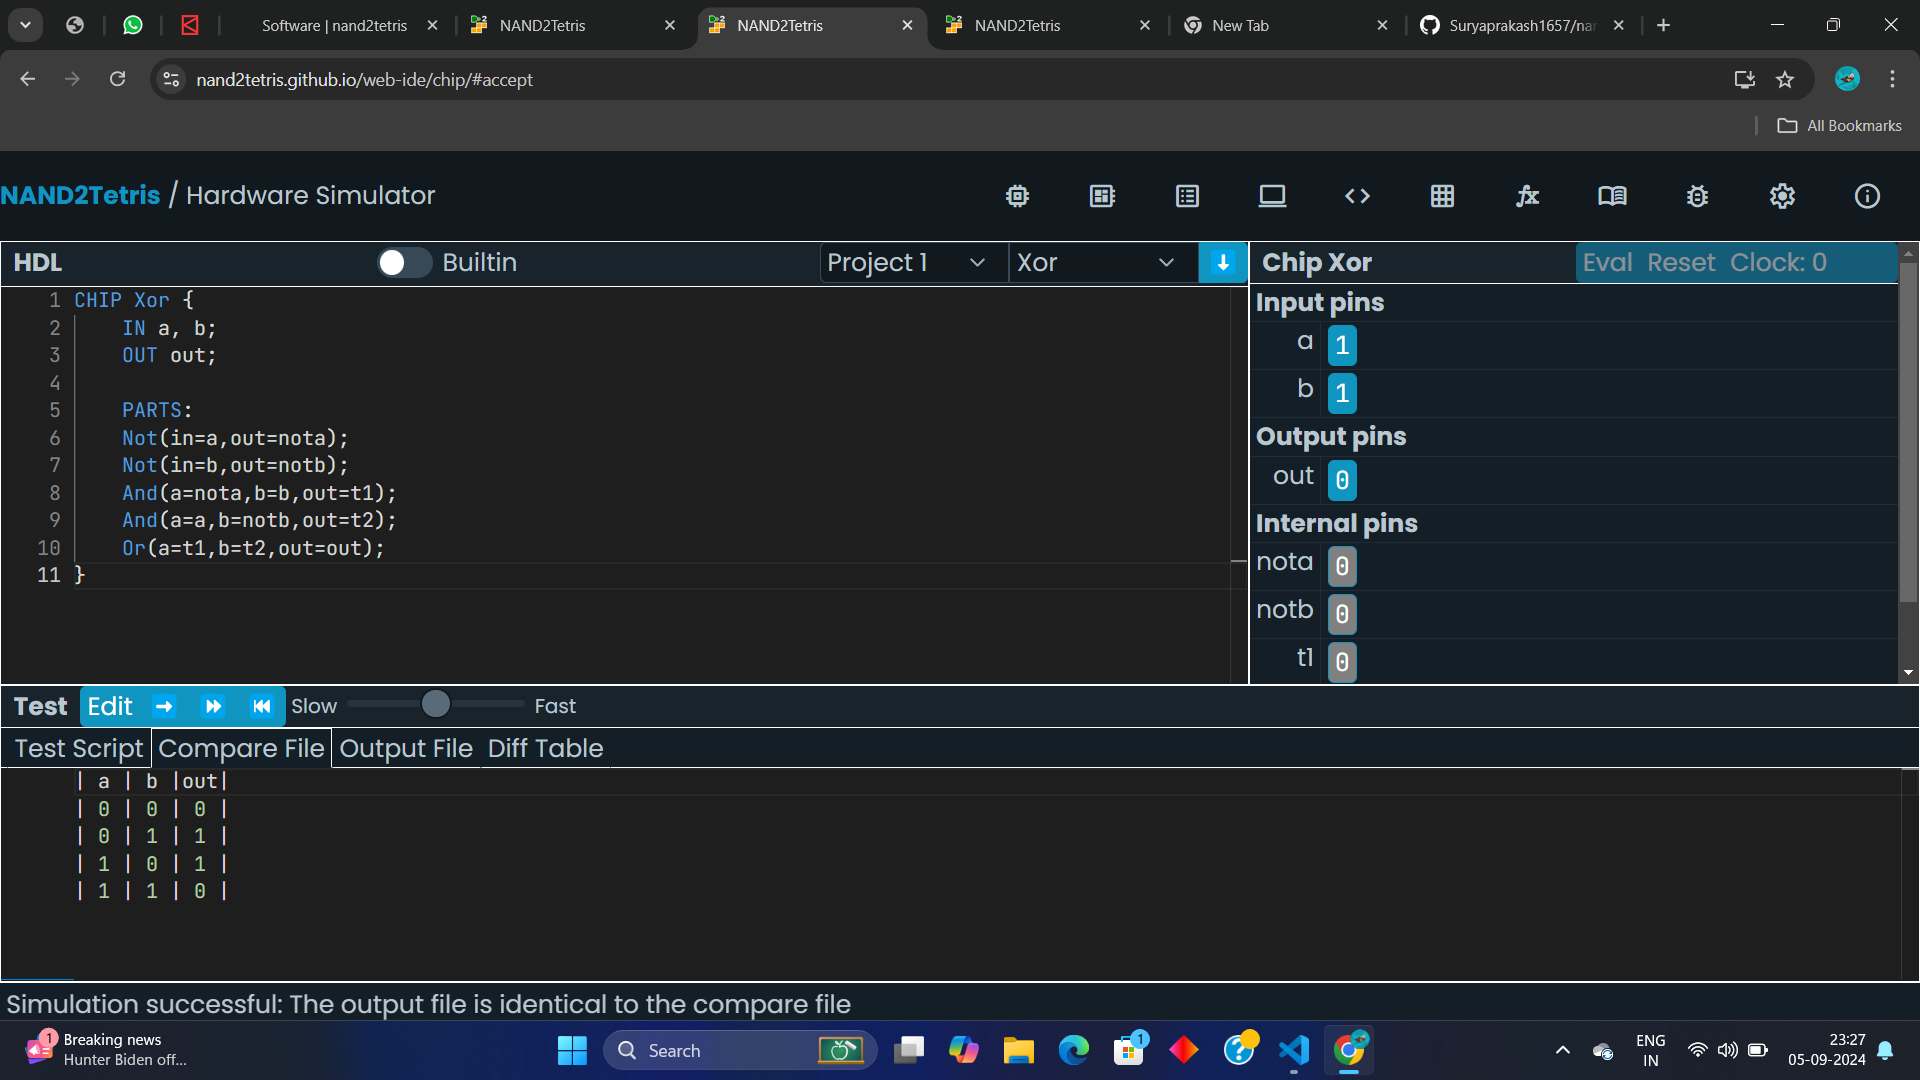 Software | nand2tetris
NAND2Tetris
NAND2Tetris
NAND2Tetris
New Tab
Suryaprakash1657/na
nand2tetris.github.io/web-ide/chip/#accept
All Bookmarks
NAND2Tetris / Hardware Simulator
HDL
Builtin
Project 1
Xor
1 CHIP Xor {
2 IN a, b;
3 OUT out;
4
5 PARTS:
6 Not(in=a,out=nota);
7 Not(in=b,out=notb);
8 And(a=nota,b=b,out=t1);
9 And(a=a,b=notb,out=t2);
10 Or(a=t1,b=t2,out=out);
11 }
Chip Xor
Eval Reset Clock: 0
Input pins
a 1
b 1
Output pins
out 0
Internal pins
nota 0
notb 0
t1 0
Test Edit
Slow
Fast
Test Script Compare File Output File Diff Table
| a | b |out|
| 0 | 0 | 0 |
| 0 | 1 | 1 |
| 1 | 0 | 1 |
| 1 | 1 | 0 |
Simulation successful: The output file is identical to the compare file
1
Breaking news
Hunter Biden off...
Search
1
ENG
IN
23:27
05-09-2024